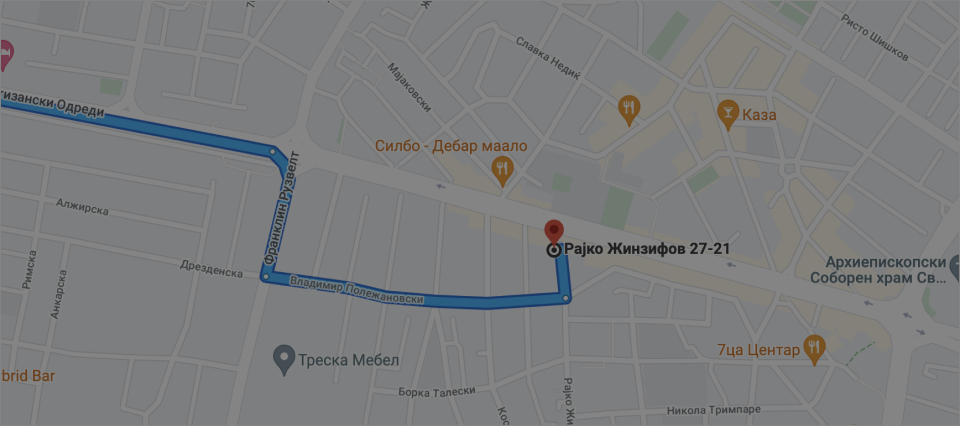 Ристо Шишков
Славка Недиќ
Мајаковски
Каза
тизански Одреди
Силбо - Дебар маало
Франклин Рузвелт
Алжирска
Рајко Жинзифов 27-21
Римска
Анкарска
Дрезденска
Владимир Полежановски
Архиепископски
Соборен храм Св...
Треска Мебел
7ца Центар
brid Bar
Борка Талески
Рајко Жи
Кос
Никола Тримпаре